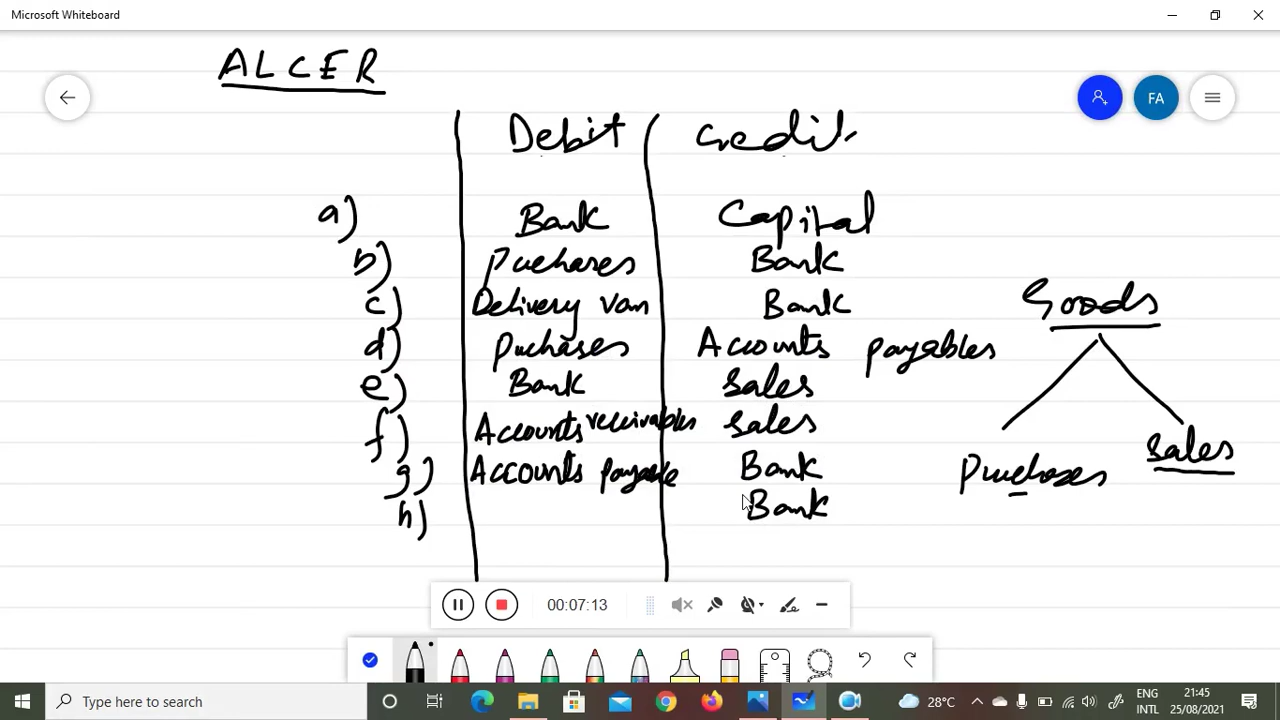 Microsoft Whiteboard
ALCER
FA
Debit Credit
a) Bank Capital
b) Purchases Bank
c) Delivery van Bank
Goods
d) Puchases Accounts payables
e) Bank Sales
f) Accounts receivables Sales
Sales
g) Accounts payable Bank
Purchases
h) Bank
00:07:13
Type here to search
28°C
ENG
INTL
21:45
25/08/2021